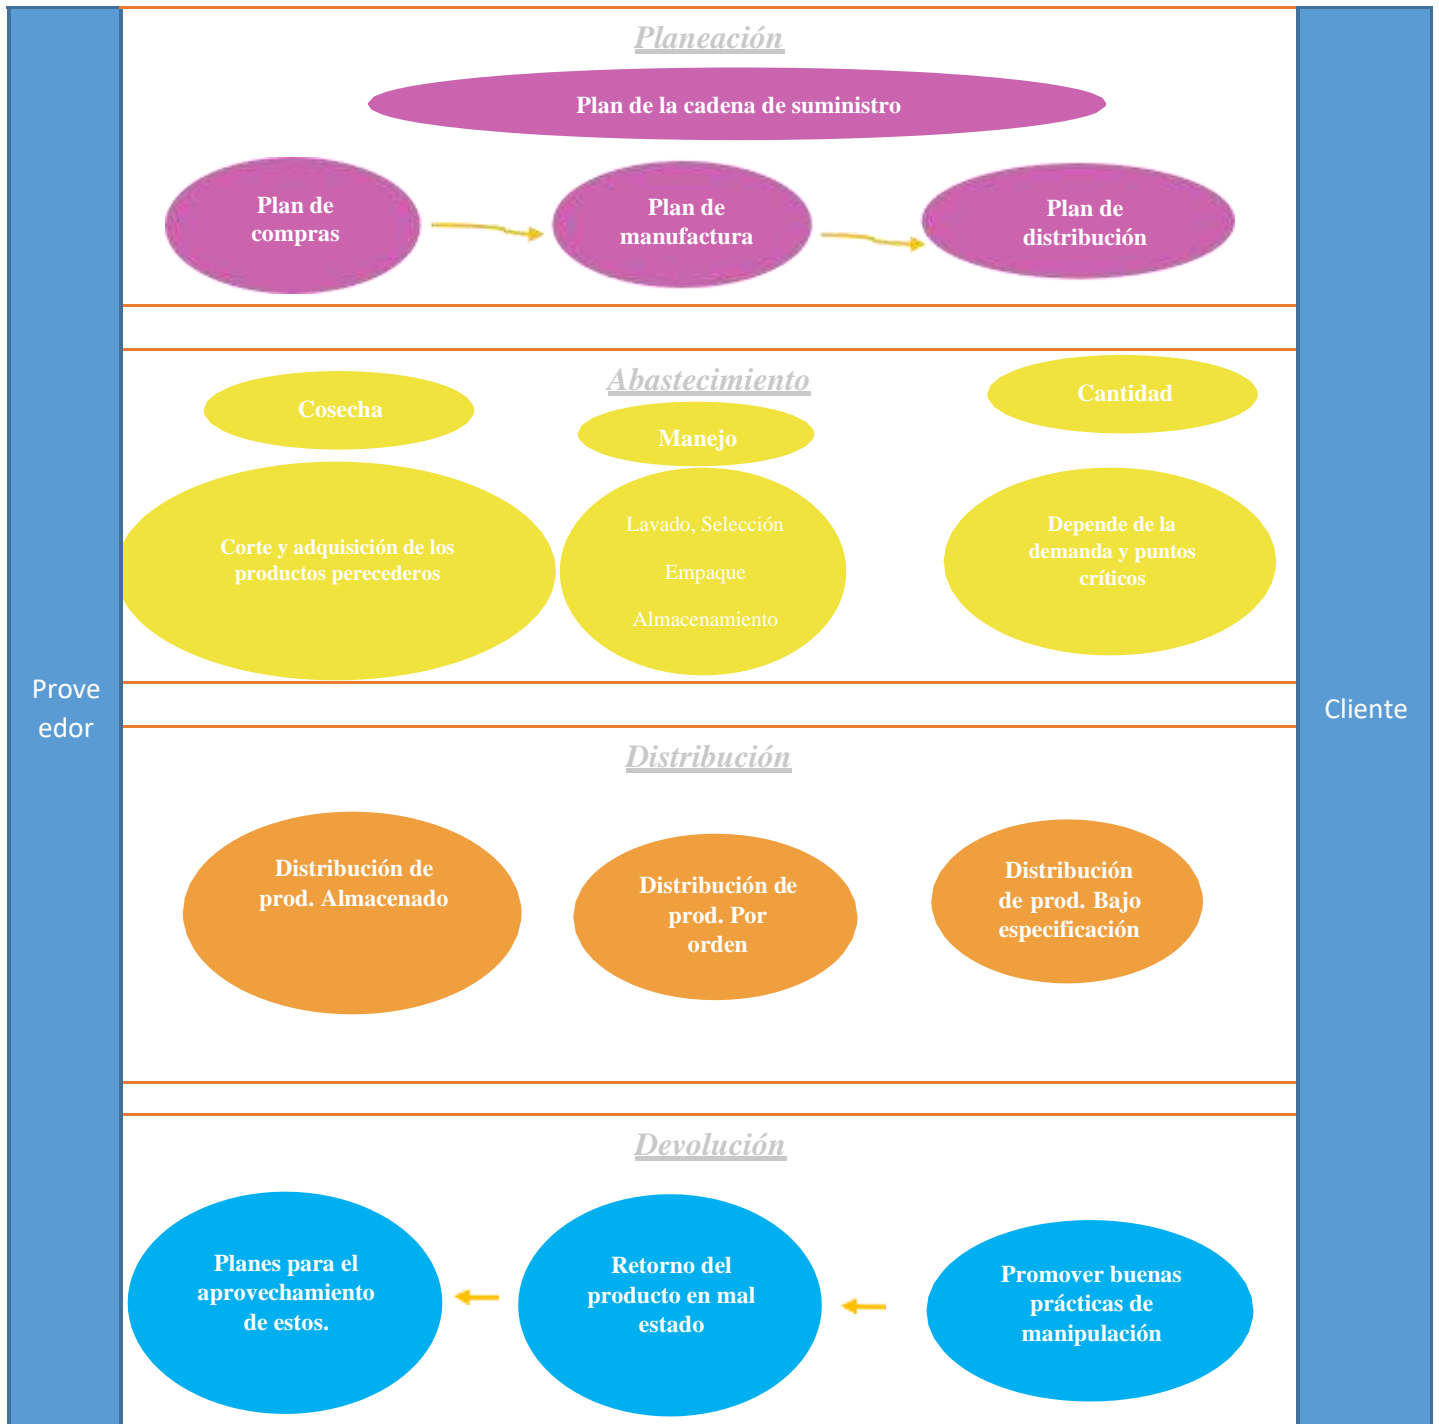 Planeación
Plan de la cadena de suministro
Plan de
compras
Plan de
manufactura
Plan de
distribución
Abastecimiento
Cosecha
Manejo
Cantidad
Corte y adquisición de los
productos perecederos
Lavado, Selección
Empaque
Almacenamiento
Depende de la
demanda y puntos
críticos
Prove
edor
Cliente
Distribución
Distribución de
prod. Almacenado
Distribución de
prod. Por
orden
Distribución
de prod. Bajo
especificación
Devolución
Planes para el
aprovechamiento
de estos.
Retorno del
producto en mal
estado
Promover buenas
prácticas de
manipulación